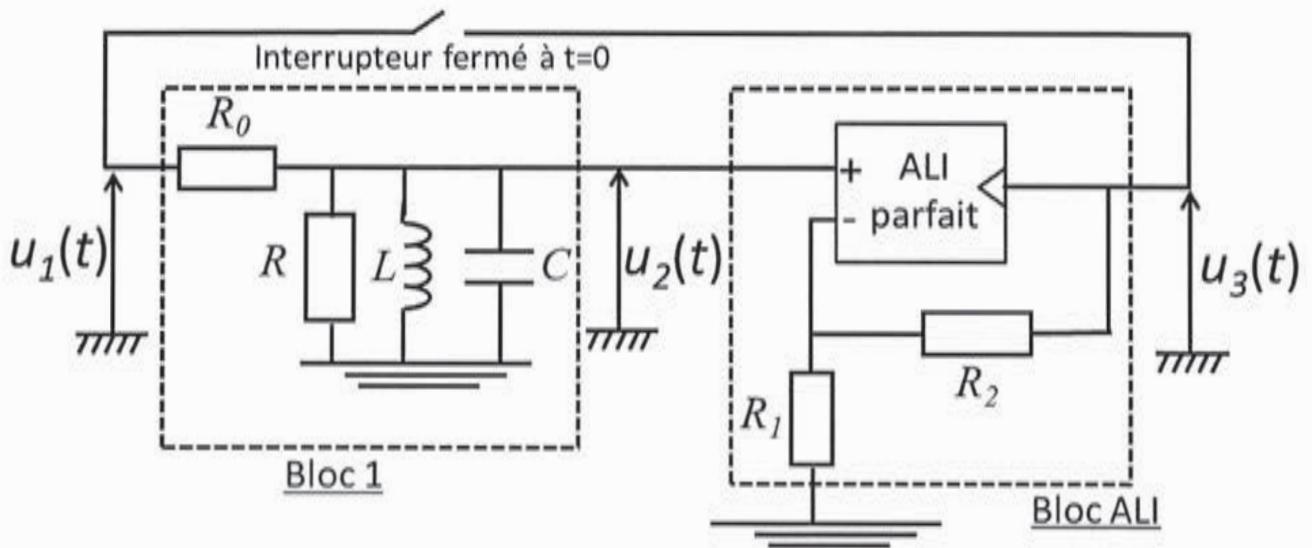 Interrupteur fermé à t=0
R0
ALI
parfait
+
-
u1(t)
R
L
C
u2(t)
u3(t)
R2
R1
Bloc 1
Bloc ALI